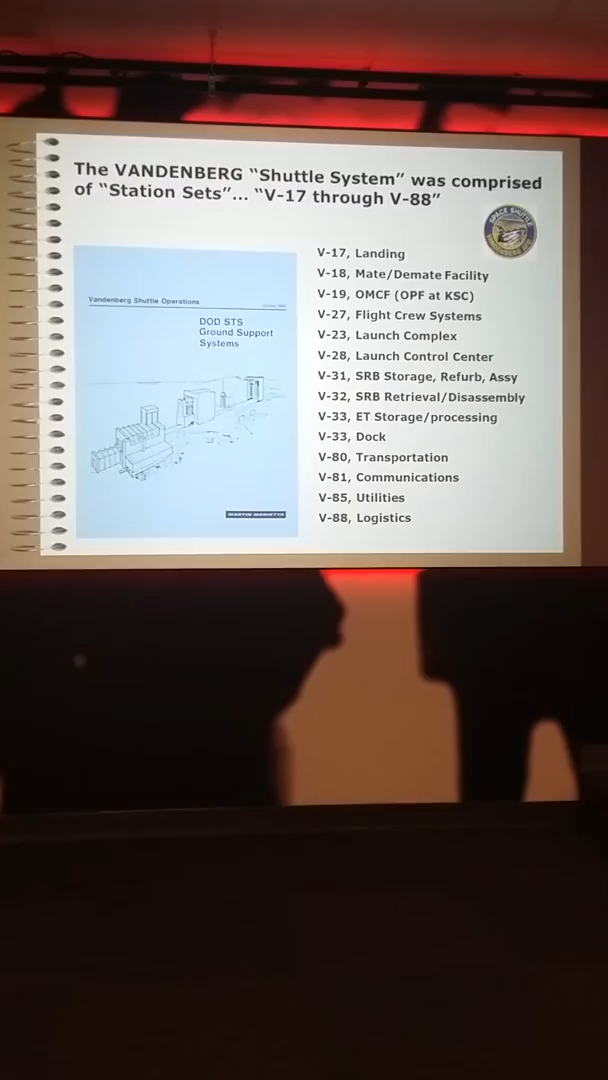 The VANDENBERG “Shuttle System” was comprised
of “Station Sets”... “V-17 through V-88”
SPACE SHUTTLE
Vandenberg Shuttle Operations
DOD STS
Ground Support
Systems
MARTIN MARIETTA
V-17, Landing
V-18, Mate/Demate Facility
V-19, OMCF (OPF at KSC)
V-27, Flight Crew Systems
V-23, Launch Complex
V-28, Launch Control Center
V-31, SRB Storage, Refurb, Assy
V-32, SRB Retrieval/Disassembly
V-33, ET Storage/processing
V-33, Dock
V-80, Transportation
V-81, Communications
V-85, Utilities
V-88, Logistics